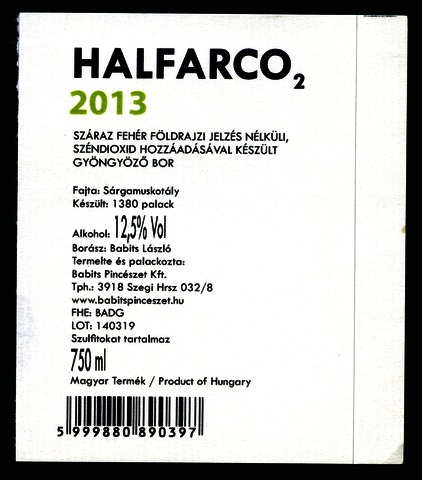 HALFARCO₂
2013
SZÁRAZ FEHÉR FÖLDRAJZI JELZÉS NÉLKÜLI,
SZÉNDIOXID HOZZÁADÁSÁVAL KÉSZÜLT
GYÖNGYÖZŐ BOR
Fajta: Sárgamuskotály
Készült: 1380 palack
Alkohol: 12,5% Vol
Borász: Babits László
Termelte és palackozta:
Babits Pincészet Kft.
Tph.: 3918 Szegi Hrsz 032/8
www.babitspinceszet.hu
FHE: BADG
LOT: 140319
Szulfitokat tartalmaz
750 ml
Magyar Termék / Product of Hungary
5 999880 890397